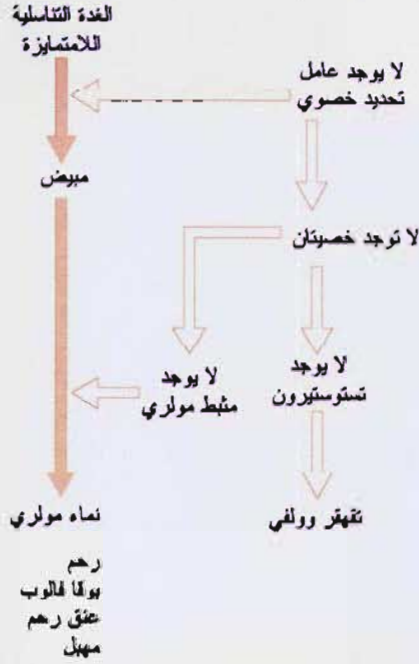 الغدة التناسلية
اللامتمايزة
لا يوجد عامل
تحديد خصوي
مبيض
لا توجد خصيتان
لا يوجد
تستوستيرون
لا يوجد
مثبط مولري
تقهقر وولفي
نماء مولري
رحم
بوقا فالوب
عنق رحم
مهبل